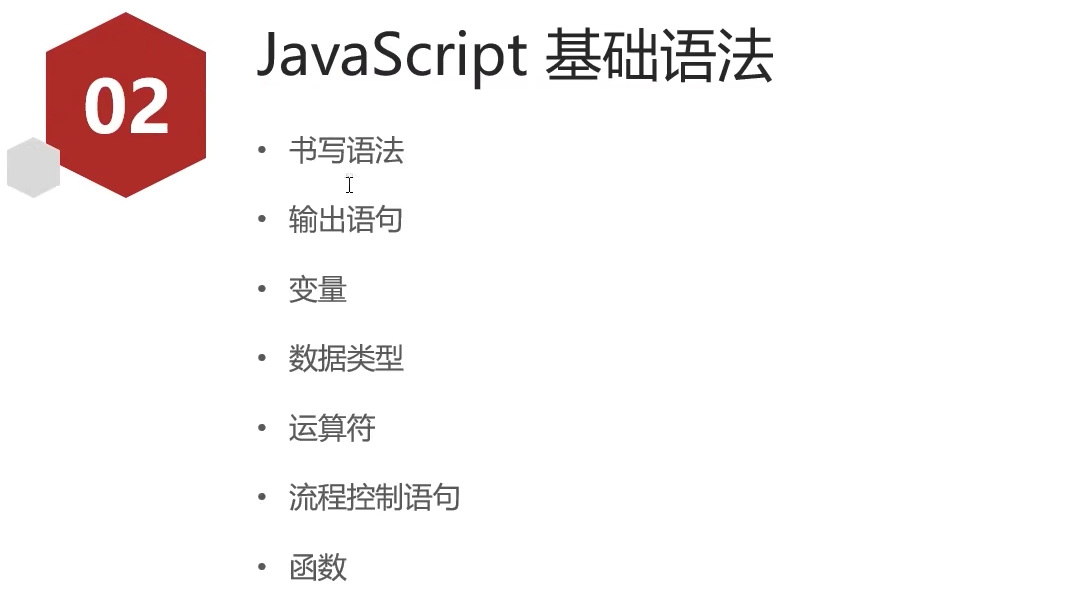 02
JavaScript 基础语法
• 书写语法
• 输出语句
• 变量
• 数据类型
• 运算符
• 流程控制语句
• 函数